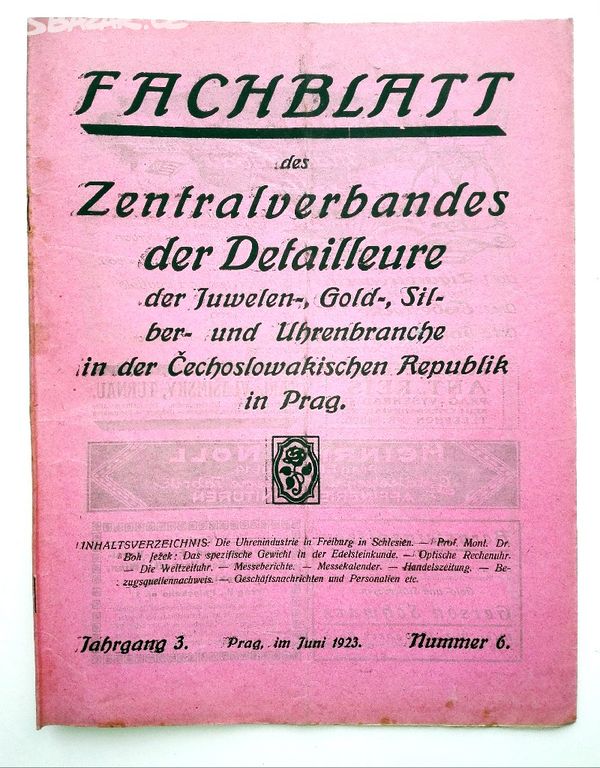 SBAZAR.CZ
FACHBLATT
des
Zentralverbandes
der Detailleure
der Juwelen-, Gold-, Sil-
ber- und Uhrenbranche
in der Čechoslowakischen Republik
in Prag.
INHALTSVERZEICHNIS: Die Uhrenindustrie in Freiburg in Schlesien. — Prof. Mont. Dr.
Boh Ježek: Das spezifische Gewicht in der Edelsteinkunde. — Optische Rechenuhr.
Die Weltzeituhr. — Messeberichte. — Messekalender. — Handelszeitung. — Be-
zugsquellennachweis. — Geschäftsnachrichten und Personalien etc.
Jahrgang 3. Prag, im Juni 1923. Nummer 6.